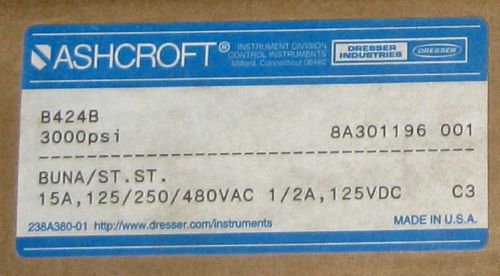 ASHCROFT®
INSTRUMENT DIVISION
CONTROL INSTRUMENTS
Milford, Connecticut 06460
DRESSER
INDUSTRIES
DRESSER
B424B
3000psi 8A301196 001
BUNA/ST.ST.
15A,125/250/480VAC 1/2A,125VDC C3
238A380-01 http://www.dresser.com/instruments MADE IN U.S.A.